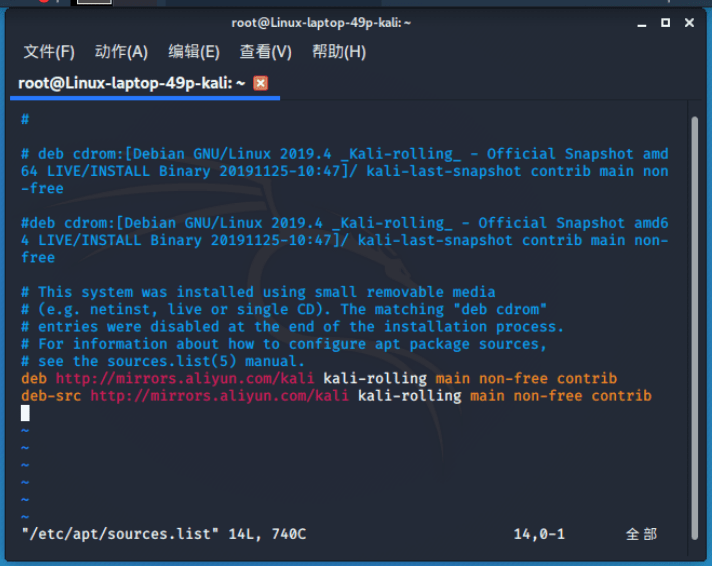 root@Linux-laptop-49p-kali: ~
文件(F) 动作(A) 编辑(E) 查看(V) 帮助(H)
root@Linux-laptop-49p-kali: ~
#
# deb cdrom:[Debian GNU/Linux 2019.4 _Kali-rolling_ - Official Snapshot amd
64 LIVE/INSTALL Binary 20191125-10:47]/ kali-last-snapshot contrib main non
-free
#deb cdrom:[Debian GNU/Linux 2019.4 _Kali-rolling_ - Official Snapshot amd6
4 LIVE/INSTALL Binary 20191125-10:47]/ kali-last-snapshot contrib main non-
free
# This system was installed using small removable media
# (e.g. netinst, live or single CD). The matching "deb cdrom"
# entries were disabled at the end of the installation process.
# For information about how to configure apt package sources,
# see the sources.list(5) manual.
deb http://mirrors.aliyun.com/kali kali-rolling main non-free contrib
deb-src http://mirrors.aliyun.com/kali kali-rolling main non-free contrib
~
~
~
~
~
~
"/etc/apt/sources.list" 14L, 740C 14,0-1 全部